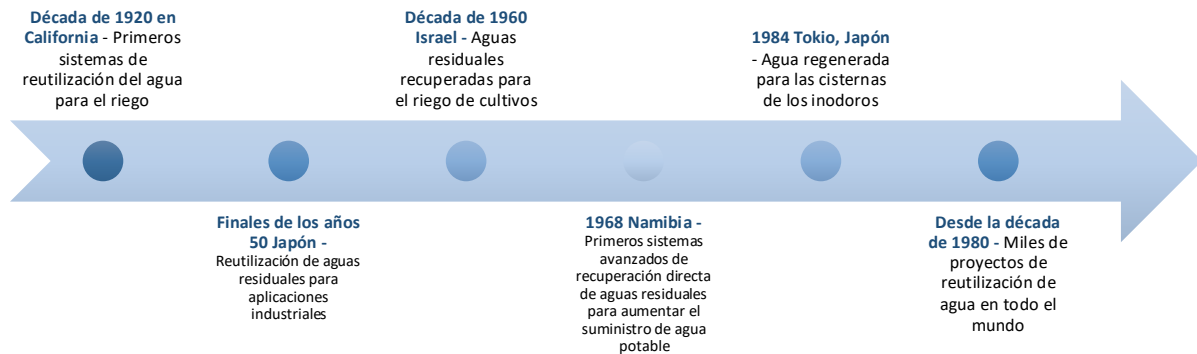 Década de 1920 en
California - Primeros
sistemas de
reutilización del agua
para el riego
Finales de los años
50 Japón -
Reutilización de aguas
residuales para
aplicaciones
industriales
Década de 1960
Israel - Aguas
residuales
recuperadas para
el riego de cultivos
1968 Namibia -
Primeros sistemas
avanzados de
recuperación directa
de aguas residuales
para aumentar el
suministro de agua
potable
1984 Tokio, Japón
- Agua regenerada
para las cisternas
de los inodoros
Desde la década
de 1980 - Miles de
proyectos de
reutilización de
agua en todo el
mundo